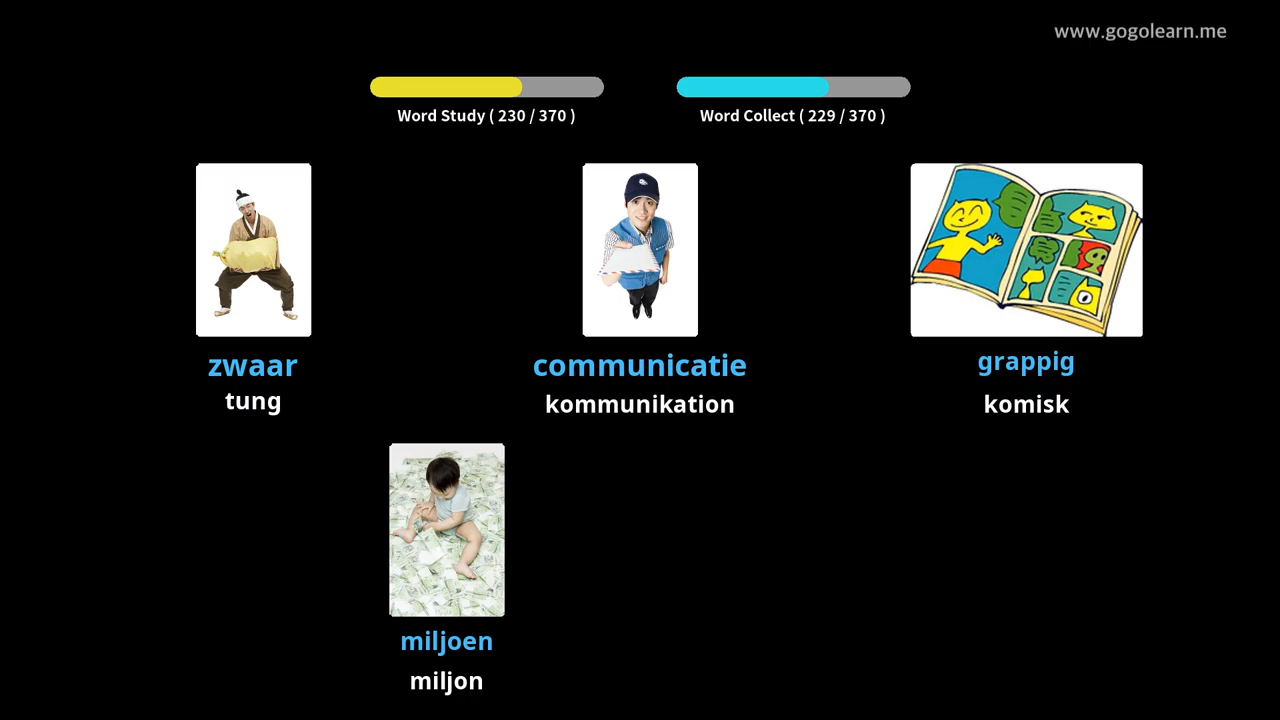 www.gogolearn.me
Word Study ( 230 / 370 )
Word Collect ( 229 / 370 )
zwaar
tung
communicatie
kommunikation
grappig
komisk
miljoen
miljon